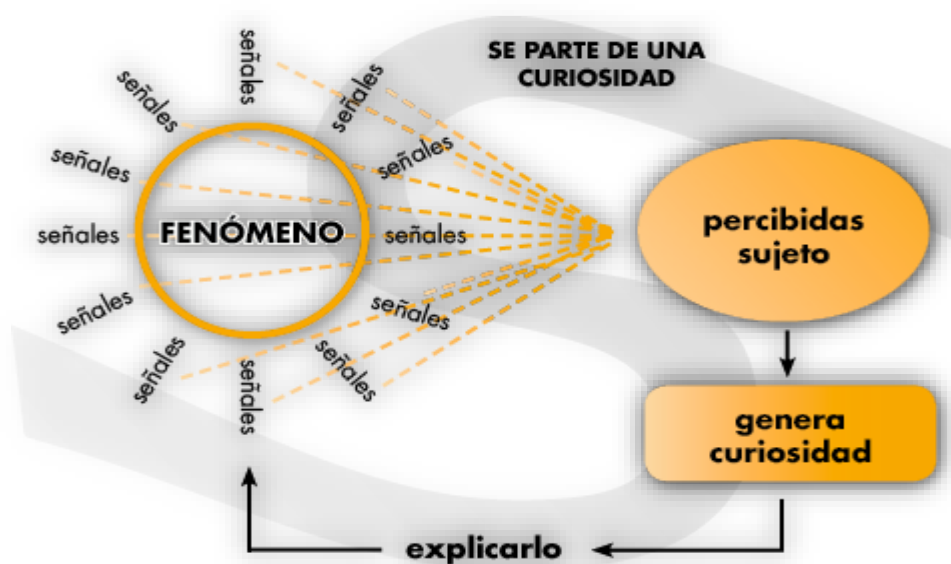 SE PARTE DE UNA
CURIOSIDAD
señales
señales
señales
señales
señales
señales
FENÓMENO
señales
señales
señales
señales
señales
señales
percibidas
sujeto
genera
curiosidad
explicarlo